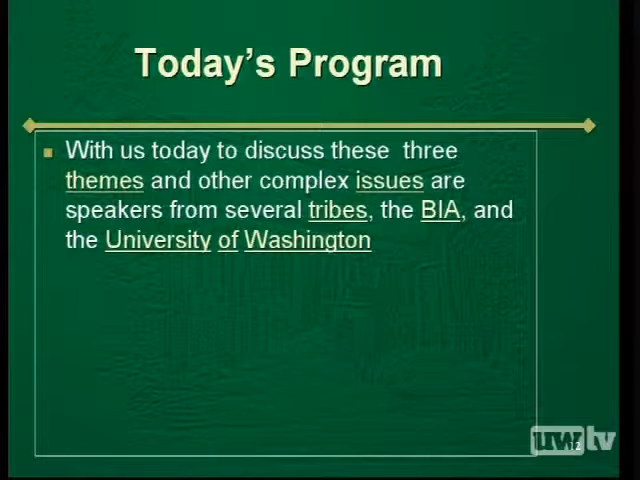 Today's Program
With us today to discuss these three
themes and other complex issues are
speakers from several tribes, the BIA, and
the University of Washington
uwtv
12